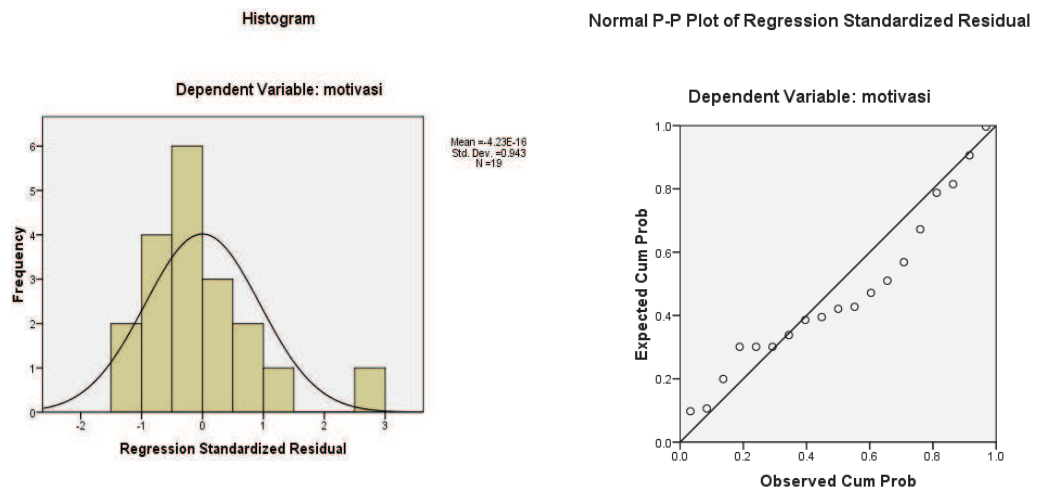 Histogram
Dependent Variable: motivasi
Mean =-4.23E-16
Std. Dev. =0.943
N =19
6
5
4
3
2
1
0
Frequency
-2
-1
0
1
2
3
Regression Standardized Residual
Normal P-P Plot of Regression Standardized Residual
Dependent Variable: motivasi
1.0
0.8
0.6
0.4
0.2
0.0
Expected Cum Prob
0.0
0.2
0.4
0.6
0.8
1.0
Observed Cum Prob